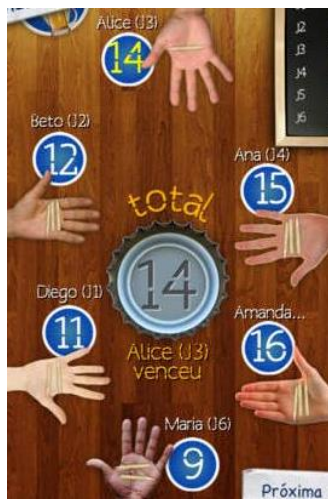 Alice (J3)
14
J2
J3
J4
J5
J6
Beto (J2)
12
Ana (J4)
15
total
14
Diego (J1)
11
Amanda...
16
Alice (J3)
venceu
Maria (J6)
9
Próxima